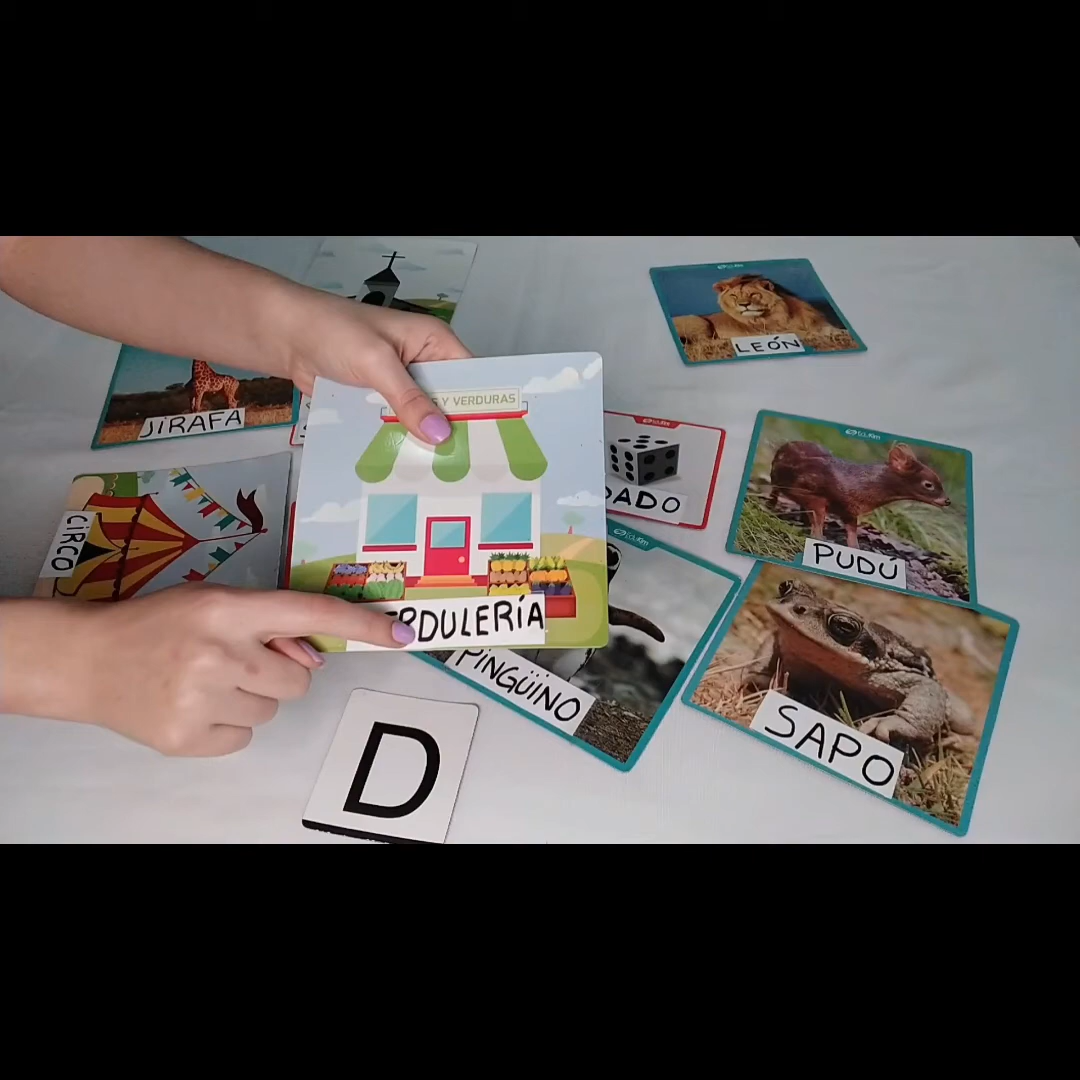 LEÓN
Y VERDURAS
JIRAFA
DADO
CIRCO
PUDÚ
RDULERÍA
PINGÜINO
SAPO
D